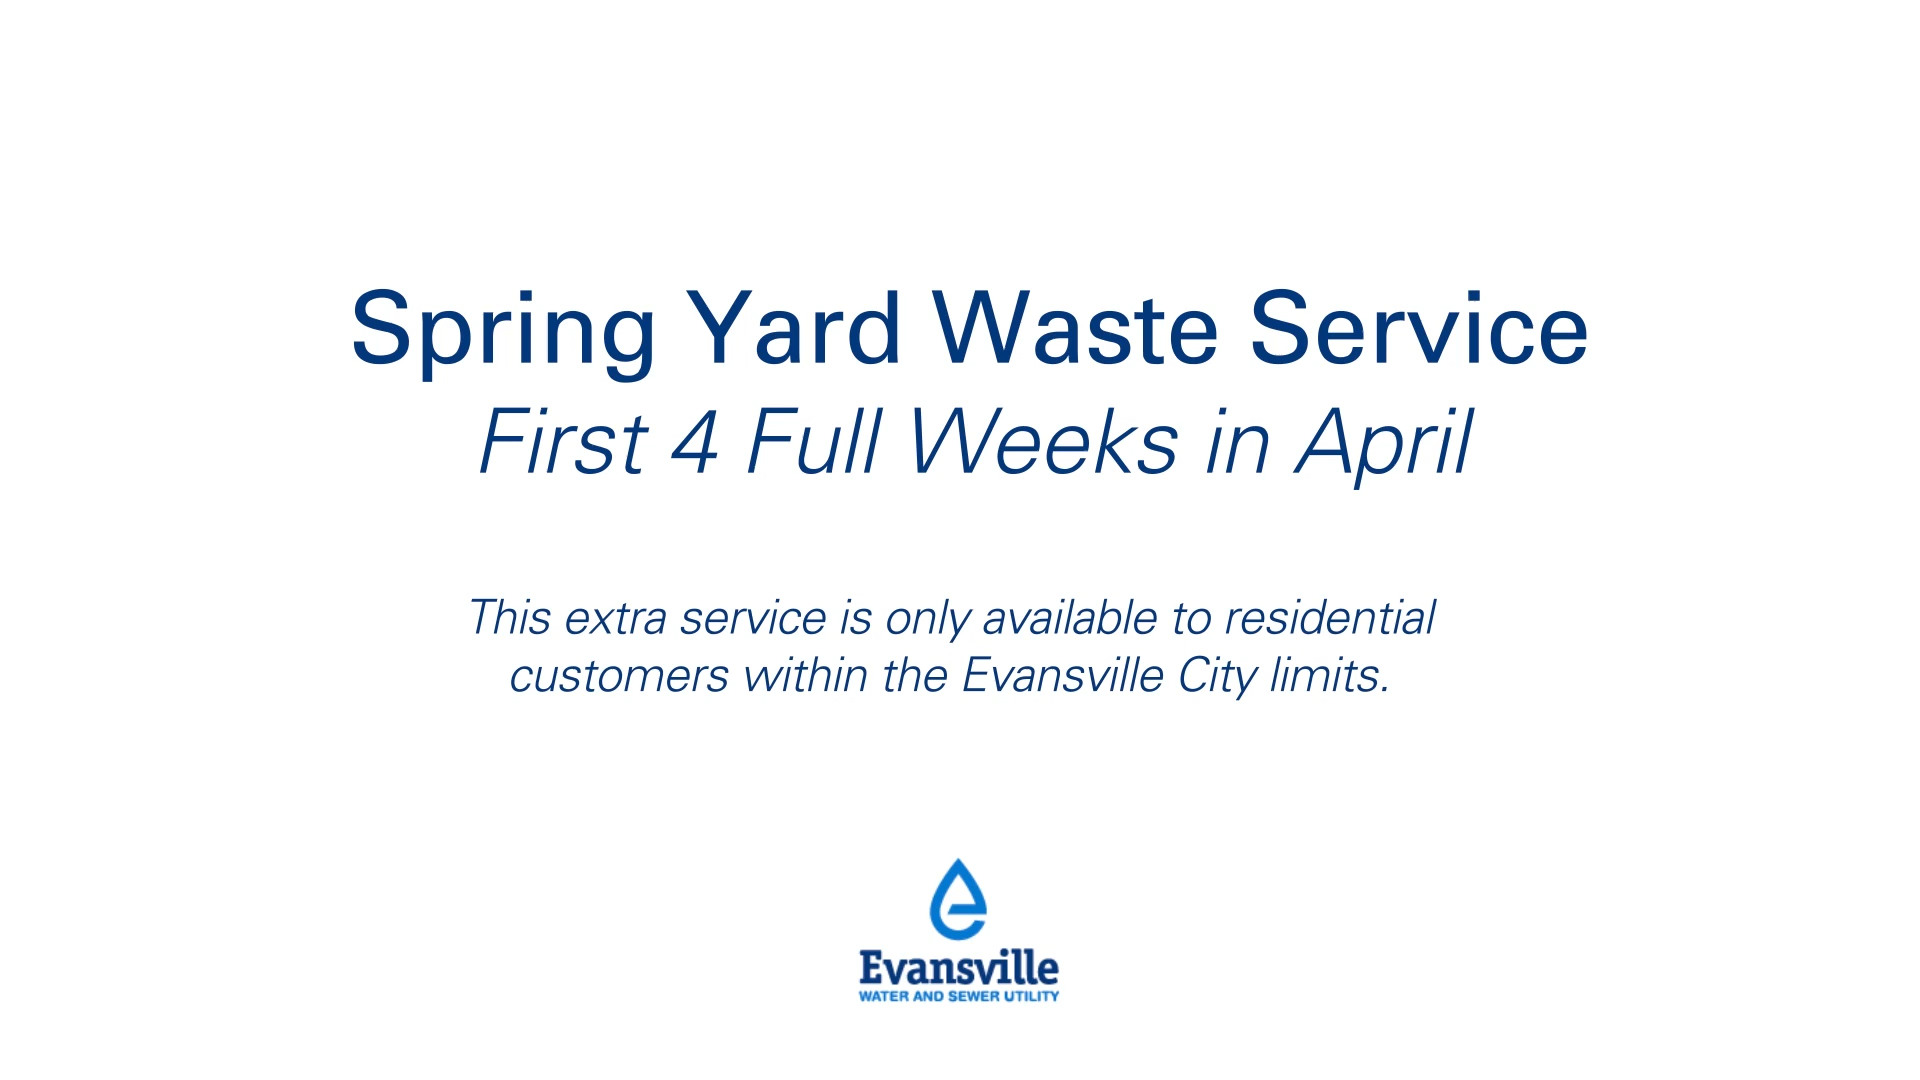 Spring Yard Waste Service
First 4 Full Weeks in April
This extra service is only available to residential
customers within the Evansville City limits.
e
Evansville
WATER AND SEWER UTILITY